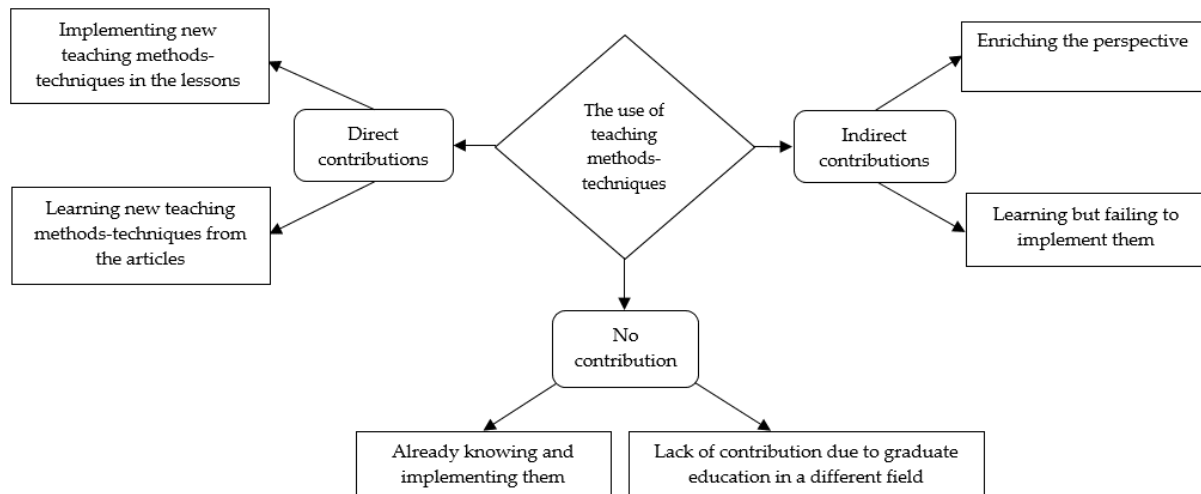 Implementing new
teaching methods-
techniques in the lessons
Direct
contributions
Learning new teaching
methods-techniques from
the articles
The use of
teaching
methods-
techniques
Enriching the perspective
Indirect
contributions
Learning but failing to
implement them
No
contribution
Already knowing and
implementing them
Lack of contribution due to graduate
education in a different field